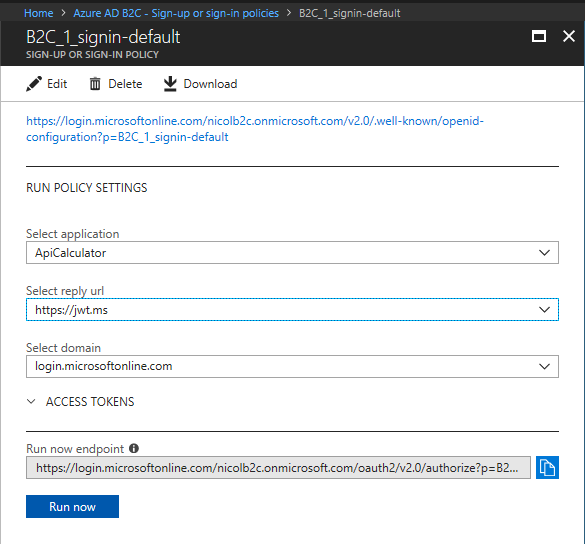 Home > Azure AD B2C - Sign-up or sign-in policies > B2C_1_signin-default
B2C_1_signin-default
SIGN-UP OR SIGN-IN POLICY
Edit Delete Download
https://login.microsoftonline.com/nicolb2c.onmicrosoft.com/v2.0/.well-known/openid-
configuration?p=B2C_1_signin-default
RUN POLICY SETTINGS
Select application
ApiCalculator
Select reply url
https://jwt.ms
Select domain
login.microsoftonline.com
ACCESS TOKENS
Run now endpoint
https://login.microsoftonline.com/nicolb2c.onmicrosoft.com/oauth2/v2.0/authorize?p=B2...
Run now